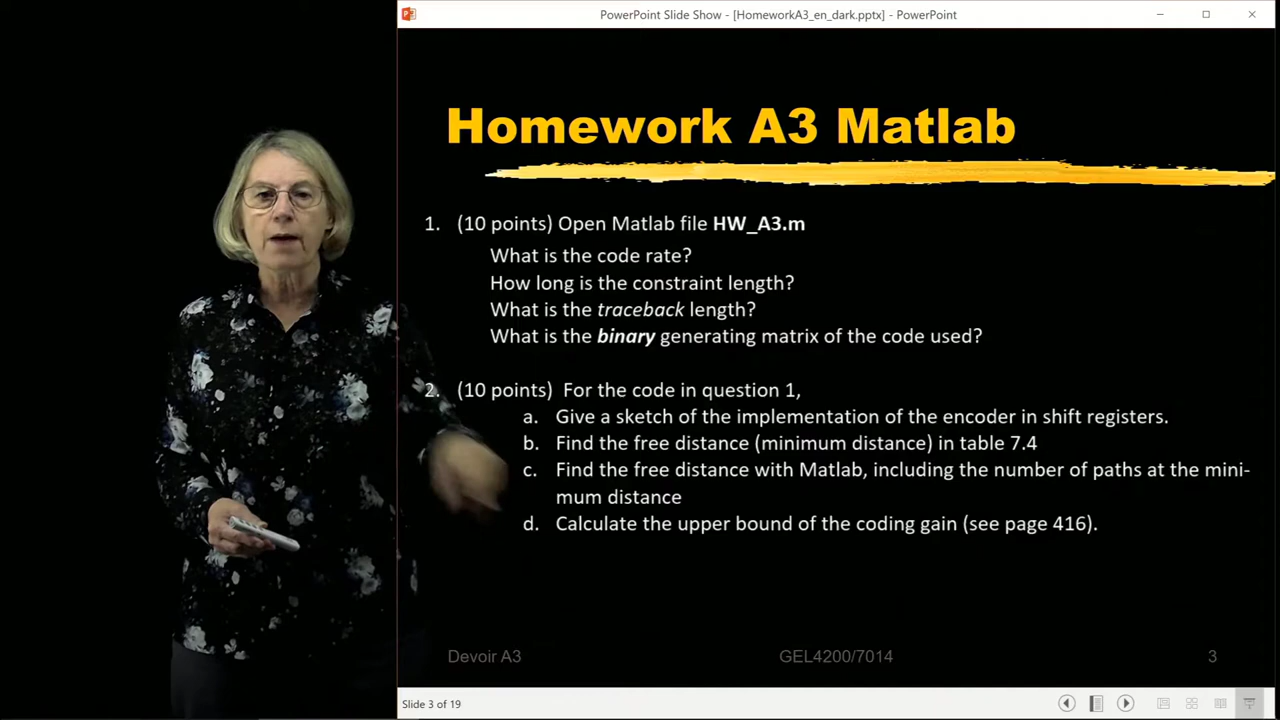 PowerPoint Slide Show - [HomeworkA3_en_dark.pptx] - PowerPoint
Homework A3 Matlab
1. (10 points) Open Matlab file HW_A3.m
What is the code rate?
How long is the constraint length?
What is the traceback length?
What is the binary generating matrix of the code used?
2. (10 points) For the code in question 1,
a. Give a sketch of the implementation of the encoder in shift registers.
b. Find the free distance (minimum distance) in table 7.4
c. Find the free distance with Matlab, including the number of paths at the mini-
mum distance
d. Calculate the upper bound of the coding gain (see page 416).
Devoir A3
GEL4200/7014
3
Slide 3 of 19